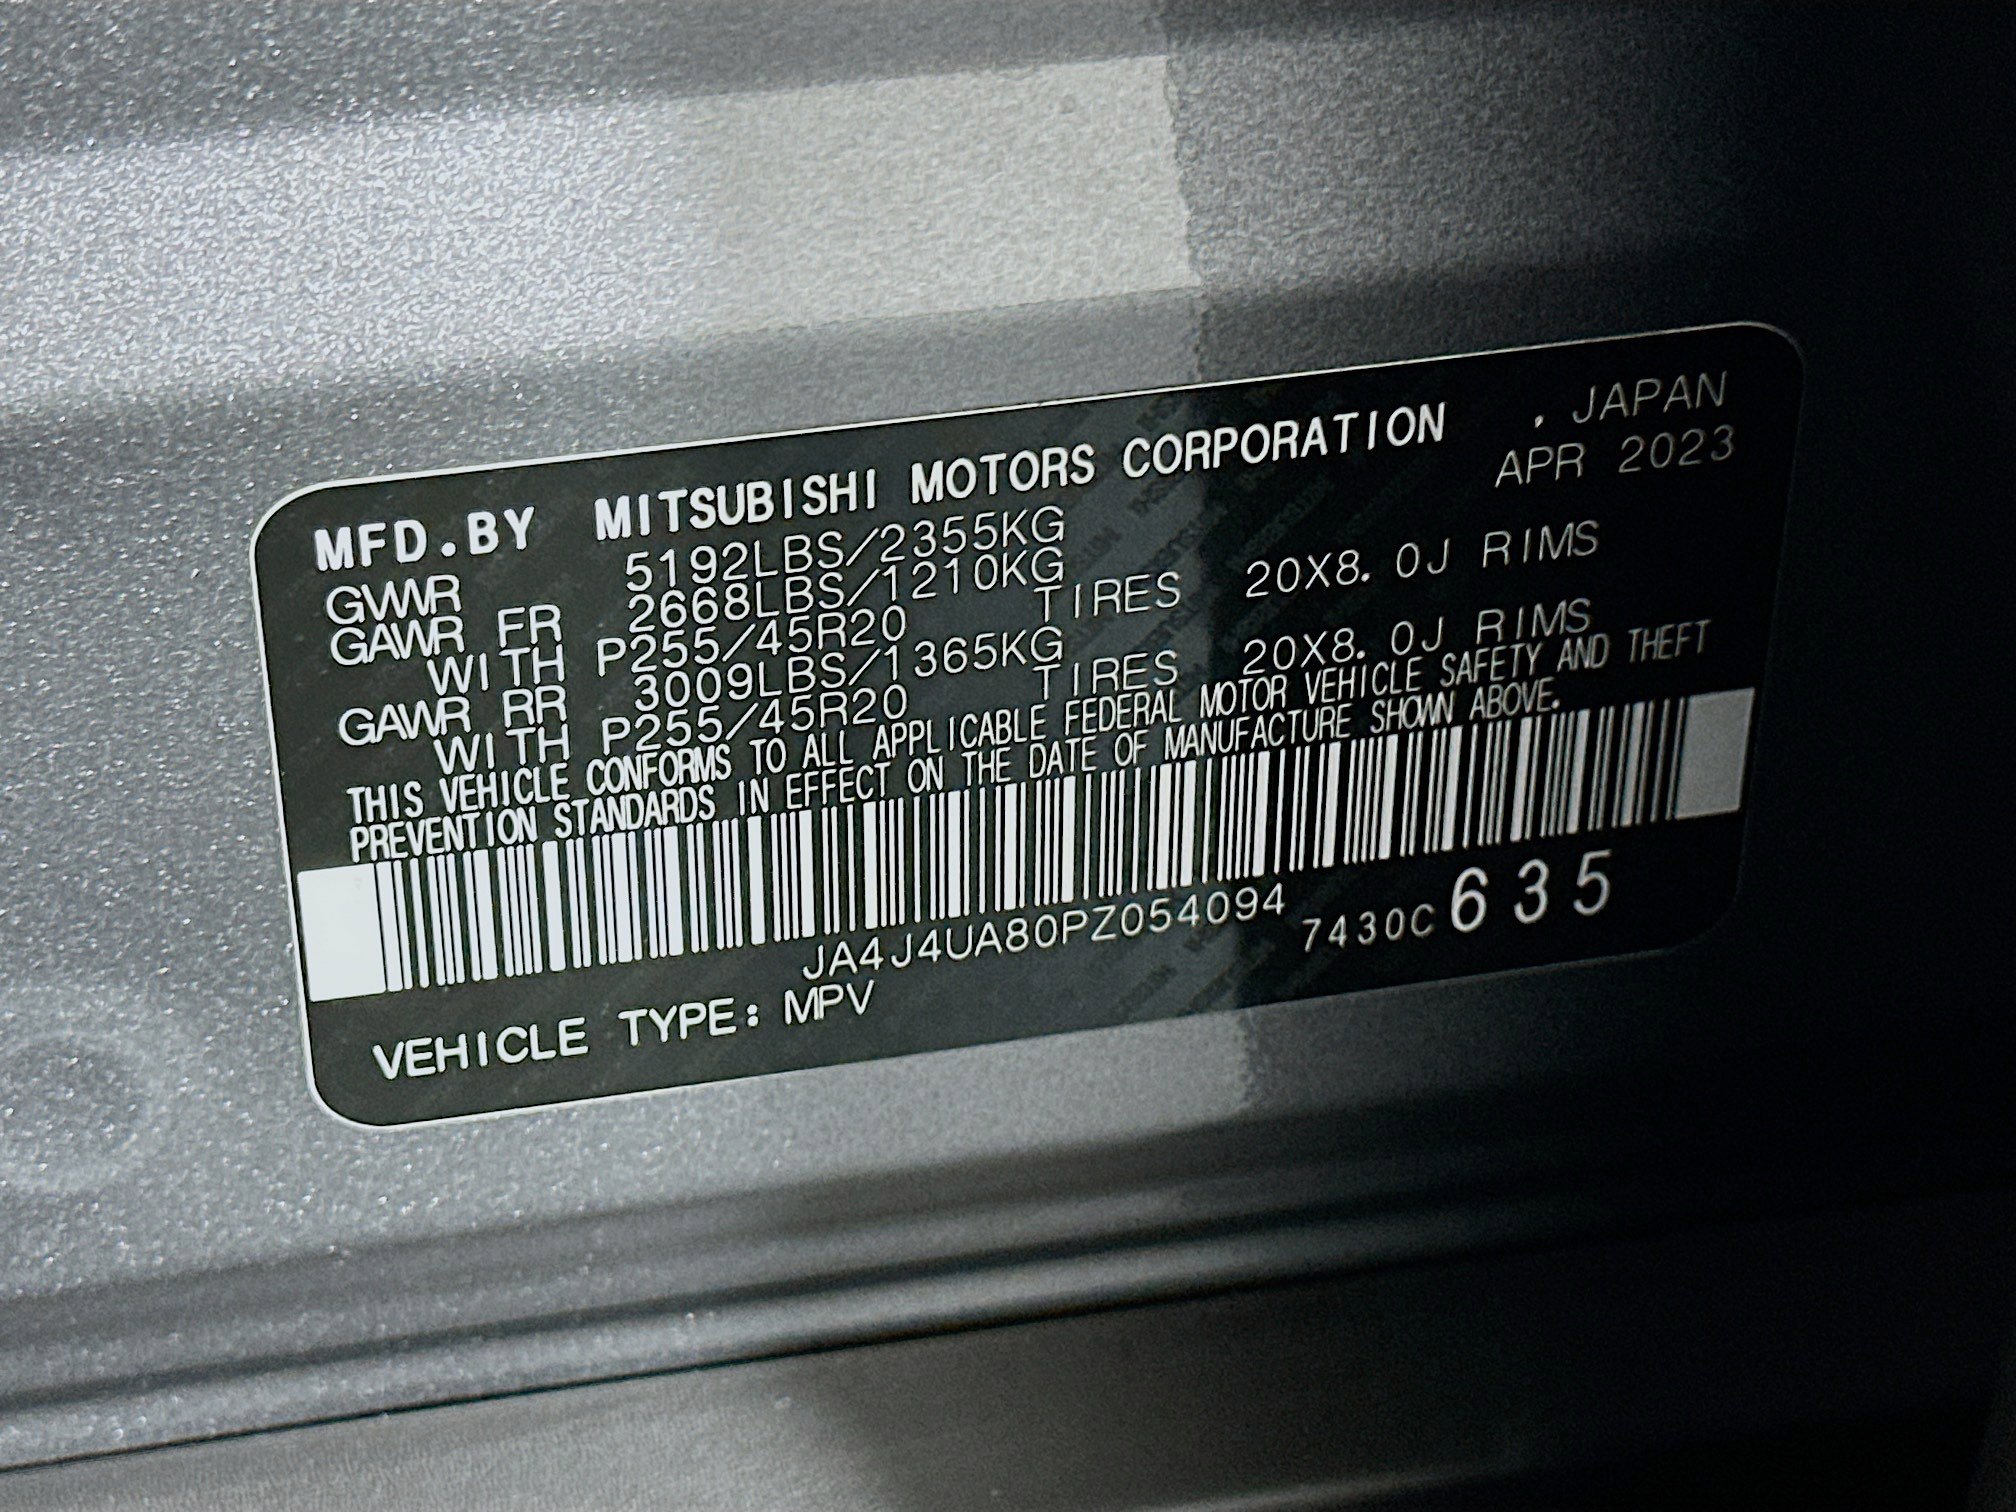 MFD.BY MITSUBISHI MOTORS CORPORATION , JAPAN
GVWR 5192LBS/2355KG APR 2023
GAWR FR 2668LBS/1210KG
WITH P255/45R20 TIRES 20X8.0J RIMS
GAWR RR 3009LBS/1365KG
WITH P255/45R20 TIRES 20X8.0J RIMS
THIS VEHICLE CONFORMS TO ALL APPLICABLE FEDERAL MOTOR VEHICLE SAFETY AND THEFT
PREVENTION STANDARDS IN EFFECT ON THE DATE OF MANUFACTURE SHOWN ABOVE.
JA4J4UA80PZ054094 7430C635
VEHICLE TYPE: MPV